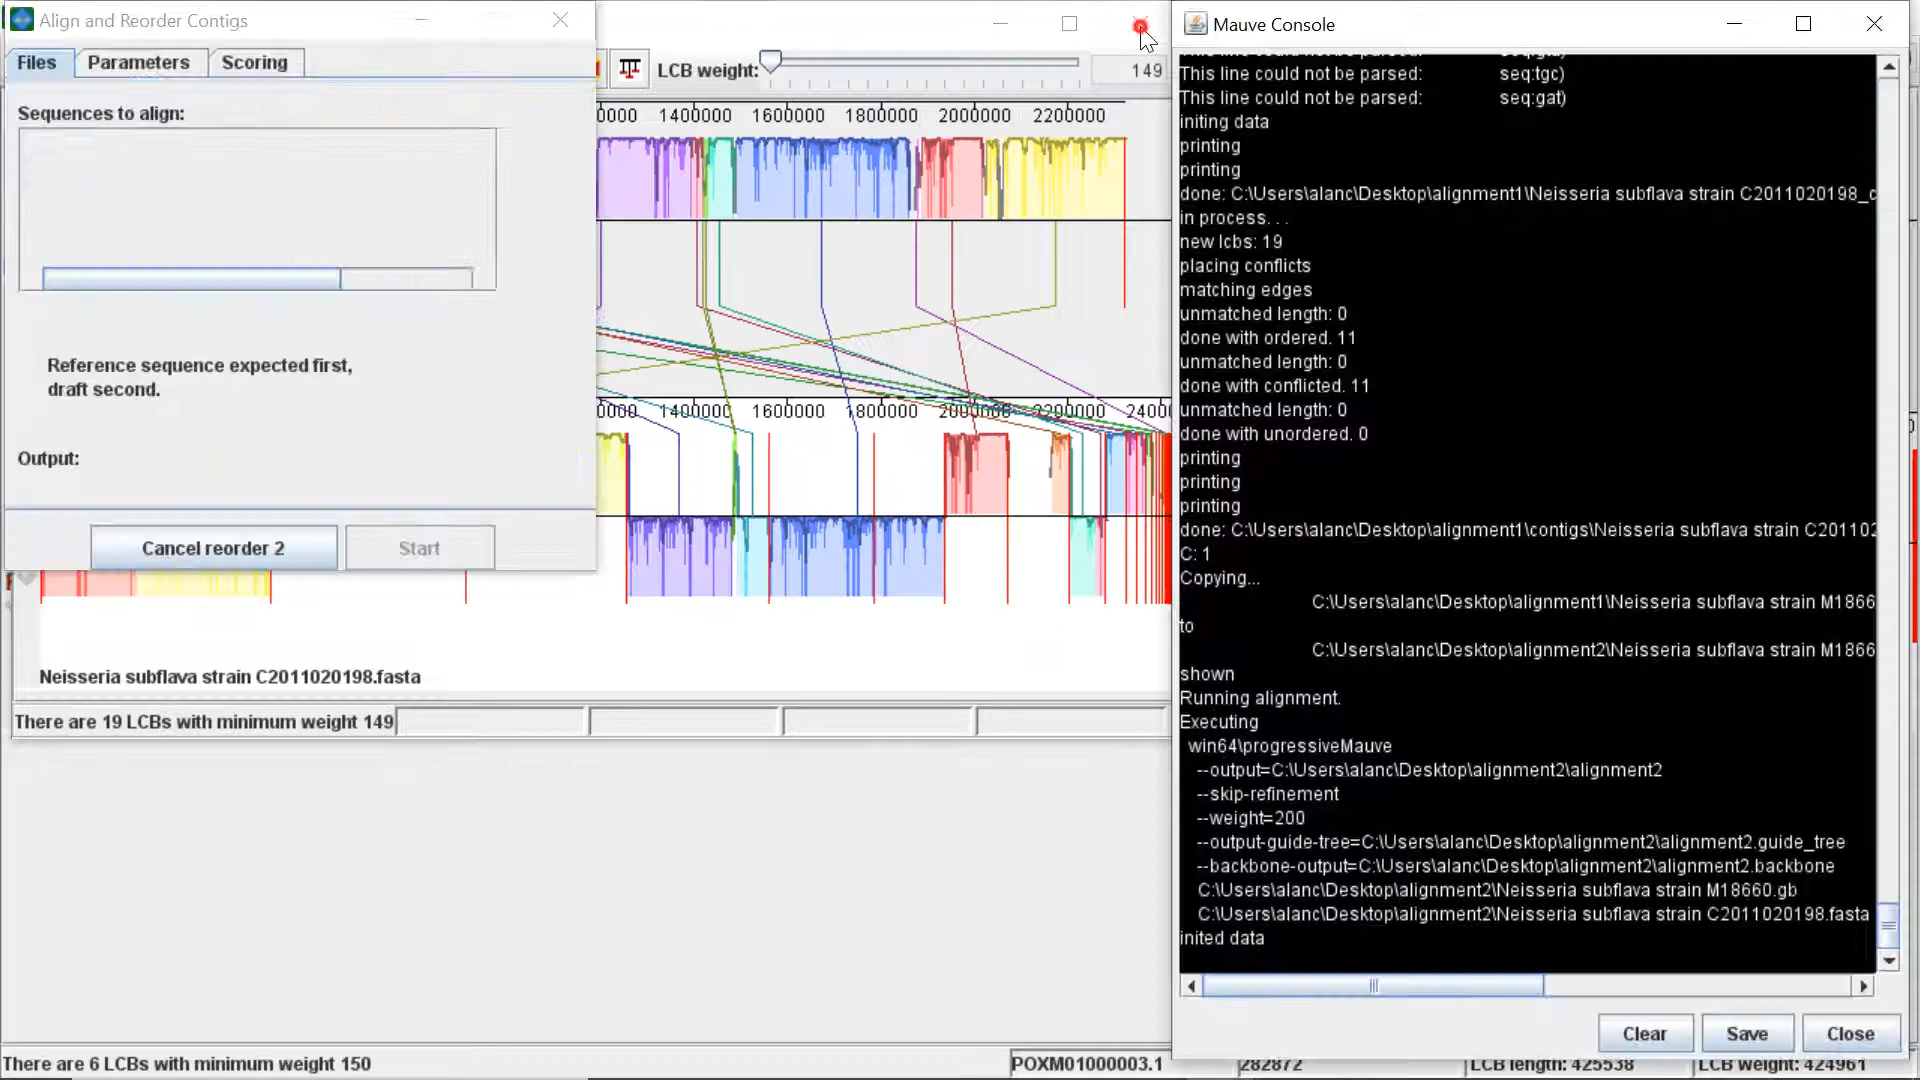 Align and Reorder Contigs
Files
Parameters
Scoring
Sequences to align:
Reference sequence expected first,
draft second.
Output:
Cancel reorder 2
Start
LCB weight:
149
1400000 1600000 1800000 2000000 2200000
1400000 1600000 1800000
Neisseria subflava strain C2011020198.fasta
There are 19 LCBs with minimum weight 149
There are 6 LCBs with minimum weight 150
POXM01000003.1
282872
LCB length: 425538
LCB weight: 424961
Mauve Console
This line could not be parsed: seq:tgc)
This line could not be parsed: seq:gat)
initing data
printing
printing
done: C:\Users\alanc\Desktop\alignment1\Neisseria subflava strain C2011020198_c
in process. . .
new lcbs: 19
placing conflicts
matching edges
unmatched length: 0
done with ordered. 11
unmatched length: 0
done with conflicted. 11
unmatched length: 0
done with unordered. 0
printing
printing
printing
done: C:\Users\alanc\Desktop\alignment1\contigs\Neisseria subflava strain C201102
C: 1
Copying...
C:\Users\alanc\Desktop\alignment1\Neisseria subflava strain M1866
to
C:\Users\alanc\Desktop\alignment2\Neisseria subflava strain M1866
shown
Running alignment.
Executing
win64\progressiveMauve
--output=C:\Users\alanc\Desktop\alignment2\alignment2
--skip-refinement
--weight=200
--output-guide-tree=C:\Users\alanc\Desktop\alignment2\alignment2.guide_tree
--backbone-output=C:\Users\alanc\Desktop\alignment2\alignment2.backbone
C:\Users\alanc\Desktop\alignment2\Neisseria subflava strain M18660.gb
C:\Users\alanc\Desktop\alignment2\Neisseria subflava strain C2011020198.fasta
inited data
Clear
Save
Close